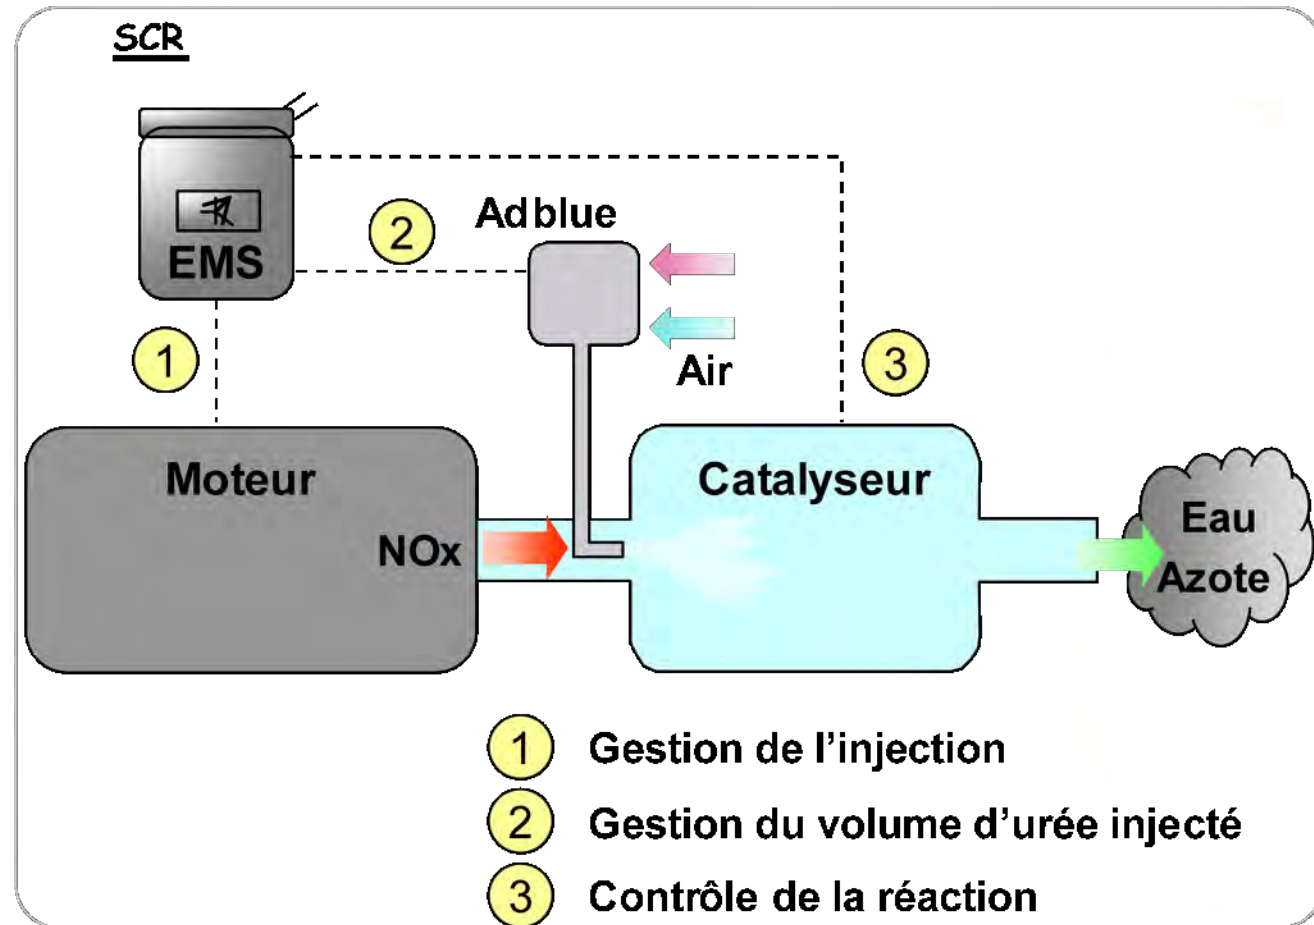 SCR
EMS
2
Adblue
1
Air
3
Moteur
NOx
Catalyseur
Eau
Azote
1 Gestion de l'injection
2 Gestion du volume d'urée injecté
3 Contrôle de la réaction